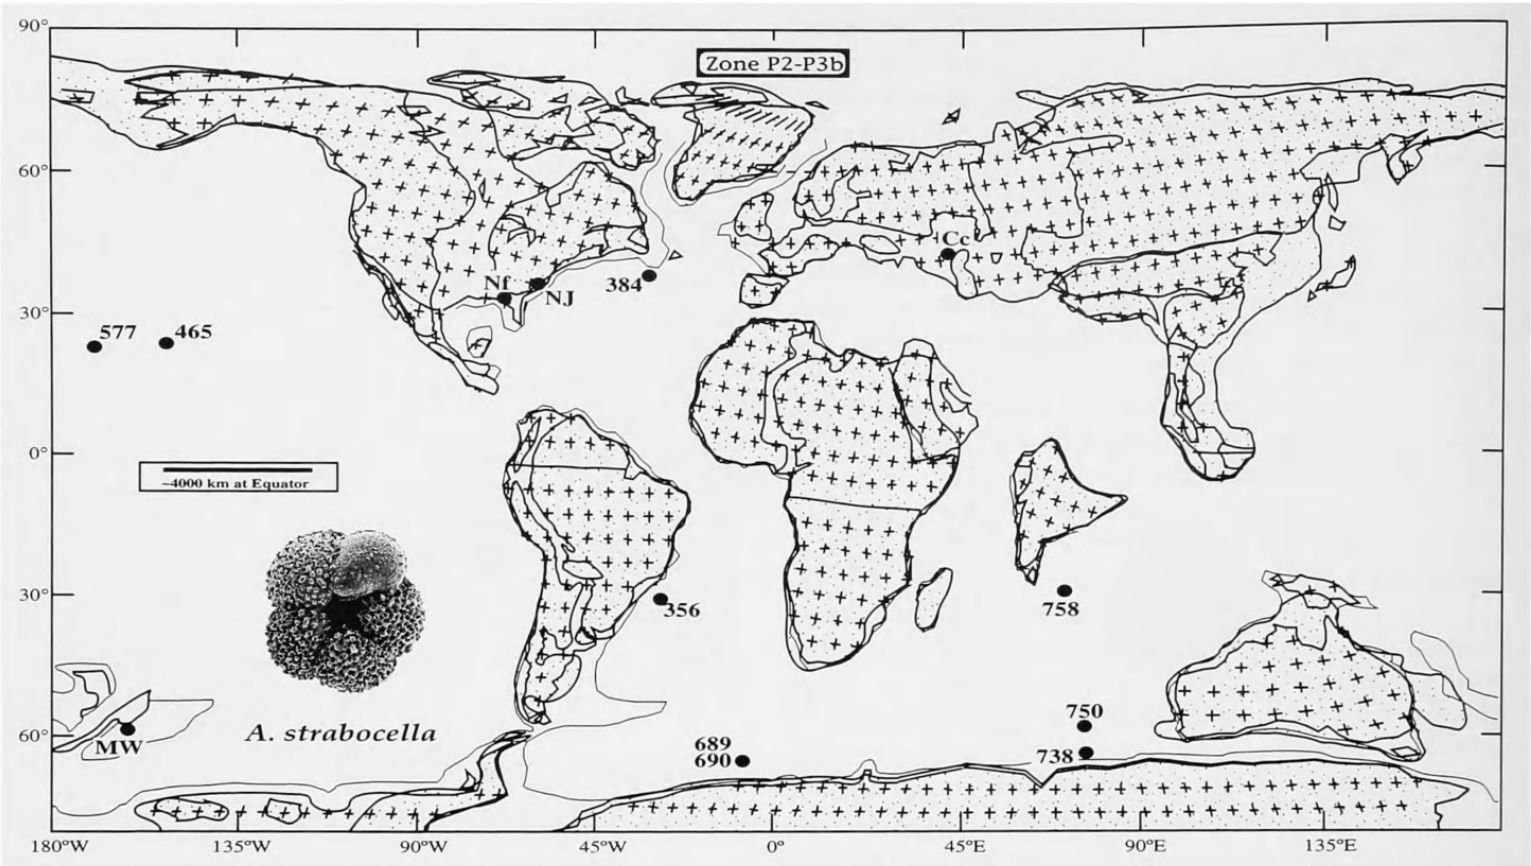 90°
Zone P2-P3b
60°
Cc
Nf
NJ
384
30°
577
465
0°
~4000 km at Equator
30°
356
758
750
60°
MW
A. strabocella
689
690
738
180°W
135°W
90°W
45°W
0°
45°E
90°E
135°E